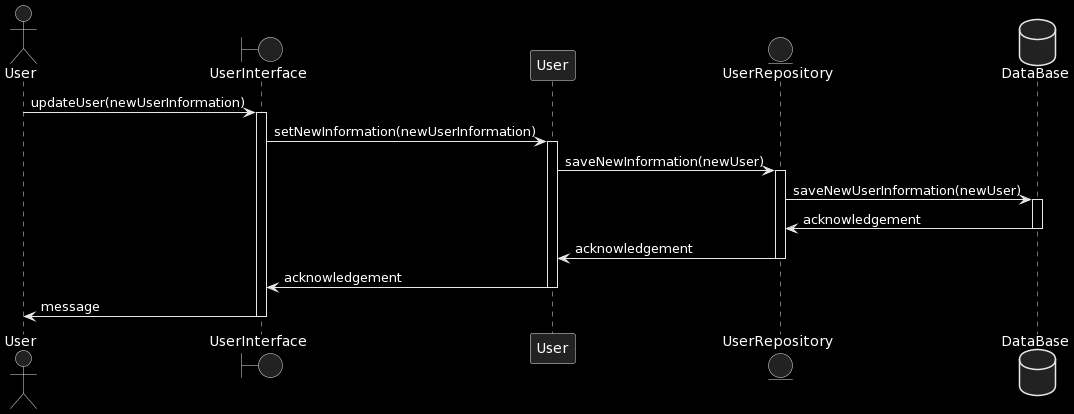 User
UserInterface
User
UserRepository
DataBase
updateUser(newUserInformation)
setNewInformation(newUserInformation)
saveNewInformation(newUser)
saveNewUserInformation(newUser)
acknowledgement
acknowledgement
acknowledgement
message
User
UserInterface
User
UserRepository
DataBase